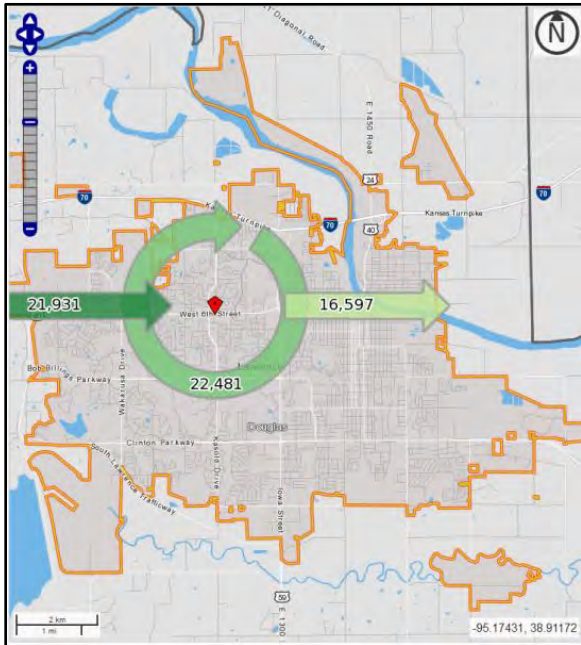 Diagonal Road
N
E 1450 Road
24
70
Kansas Turnpike
70
70
Kansas Turnpike
40
21,931
16,597
West 6th Street
22,481
Bob Billings Parkway
Wakarusa Drive
Douglas
Clinton Parkway
Kasold Drive
South Lawrence Trafficway
Iowa Street
59
E 1300
2 km
1 mi
-95.17431, 38.91172